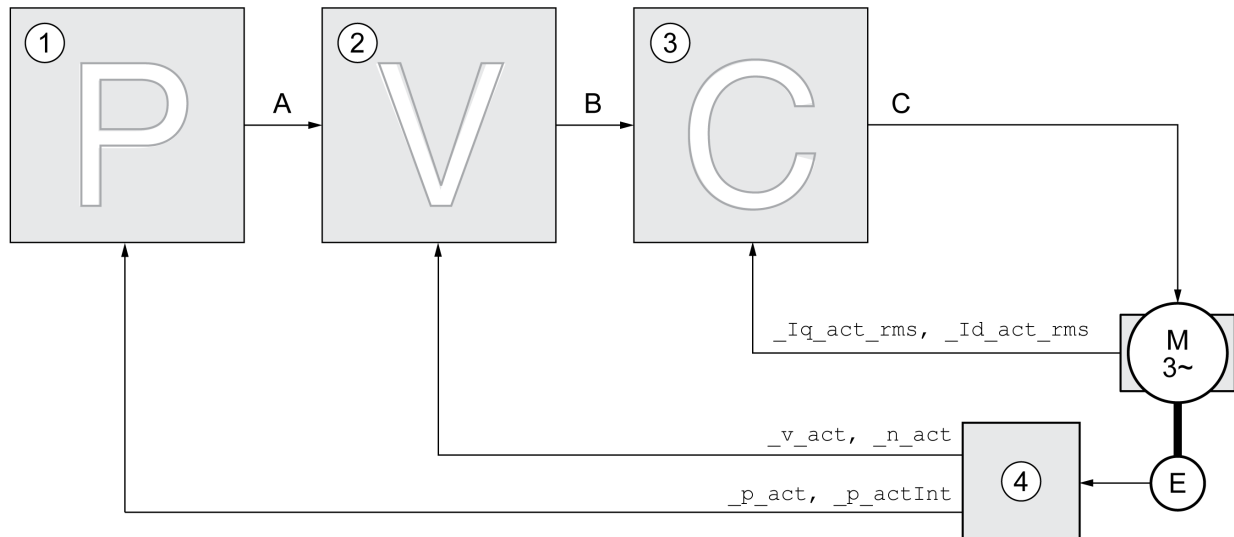 1
P
A
2
V
B
3
C
C
_Iq_act_rms, _Id_act_rms
M
3~
_v_act, _n_act
4
E
_p_act, _p_actInt